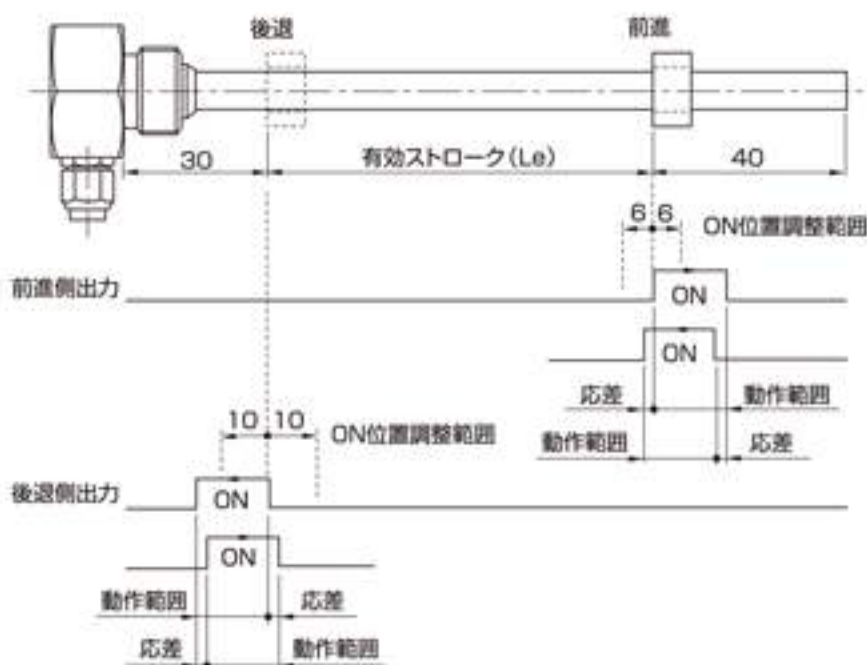 後退 前進
30 有効ストローク(Le) 40
6 6 ON位置調整範囲
前進側出力 ON
ON
応差 動作範囲
10 10 ON位置調整範囲
動作範囲 応差
後退側出力 ON
ON
動作範囲 応差
応差 動作範囲